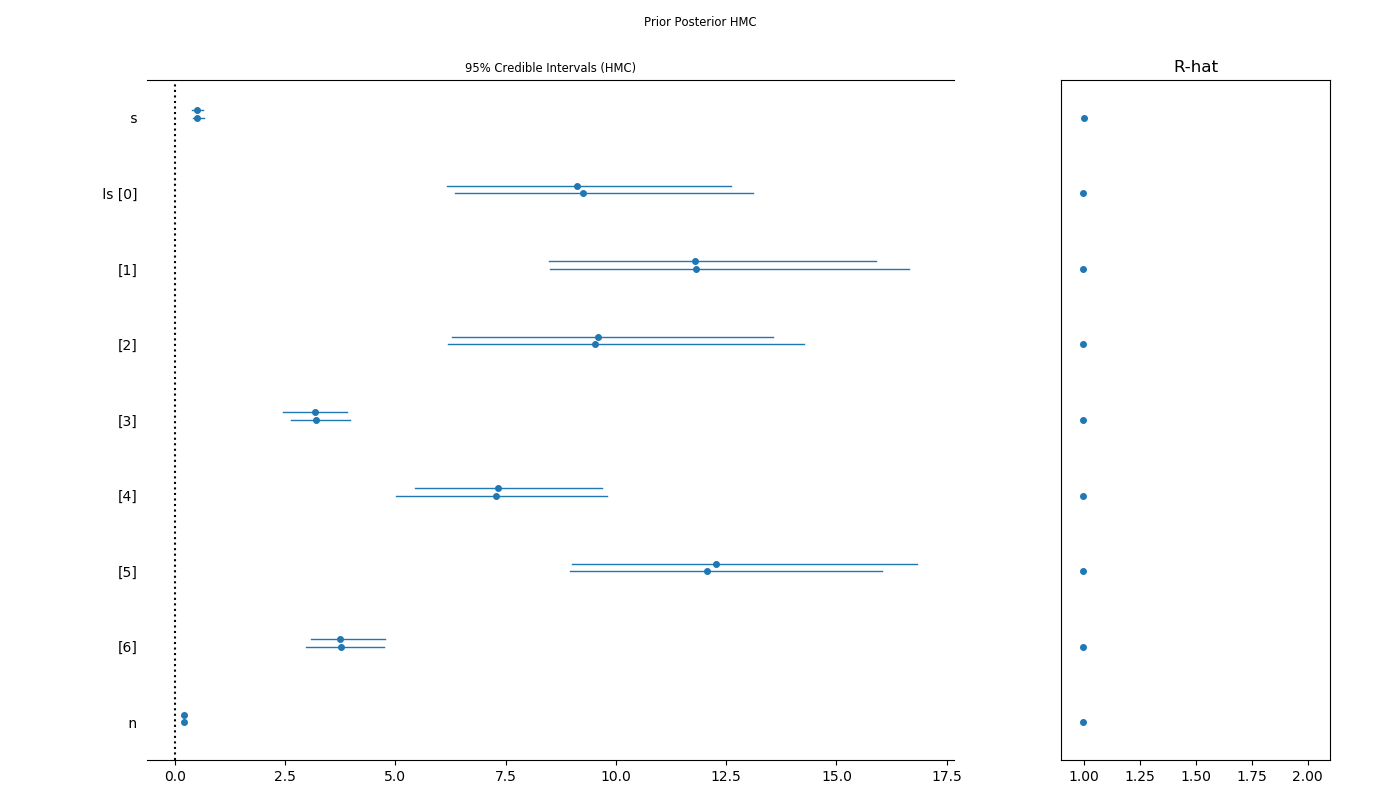 Prior Posterior HMC
95% Credible Intervals (HMC)
R-hat
s
ls [0]
[1]
[2]
[3]
[4]
[5]
[6]
n
0.0 2.5 5.0 7.5 10.0 12.5 15.0 17.5
1.00 1.25 1.50 1.75 2.00